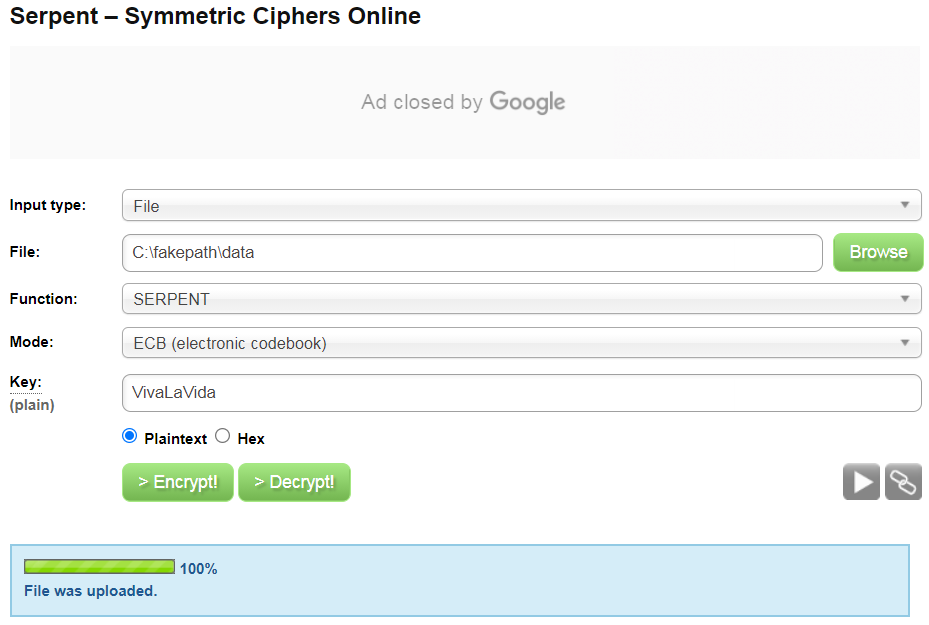 Serpent – Symmetric Ciphers Online
Ad closed by Google
Input type:
File
File:
C:\fakepath\data
Browse
Function:
SERPENT
Mode:
ECB (electronic codebook)
Key:
(plain)
VivaLaVida
Plaintext Hex
> Encrypt! > Decrypt!
100%
File was uploaded.